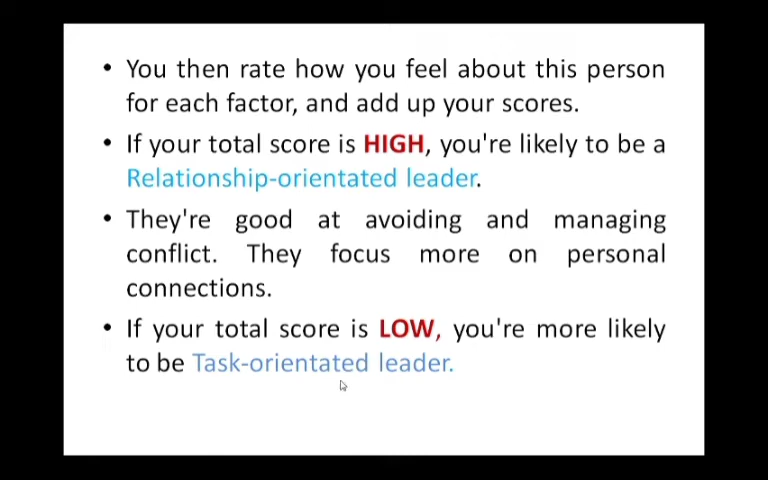 • You then rate how you feel about this person
for each factor, and add up your scores.
• If your total score is HIGH, you're likely to be a
Relationship-orientated leader.
• They're good at avoiding and managing
conflict. They focus more on personal
connections.
• If your total score is LOW, you're more likely
to be Task-orientated leader.